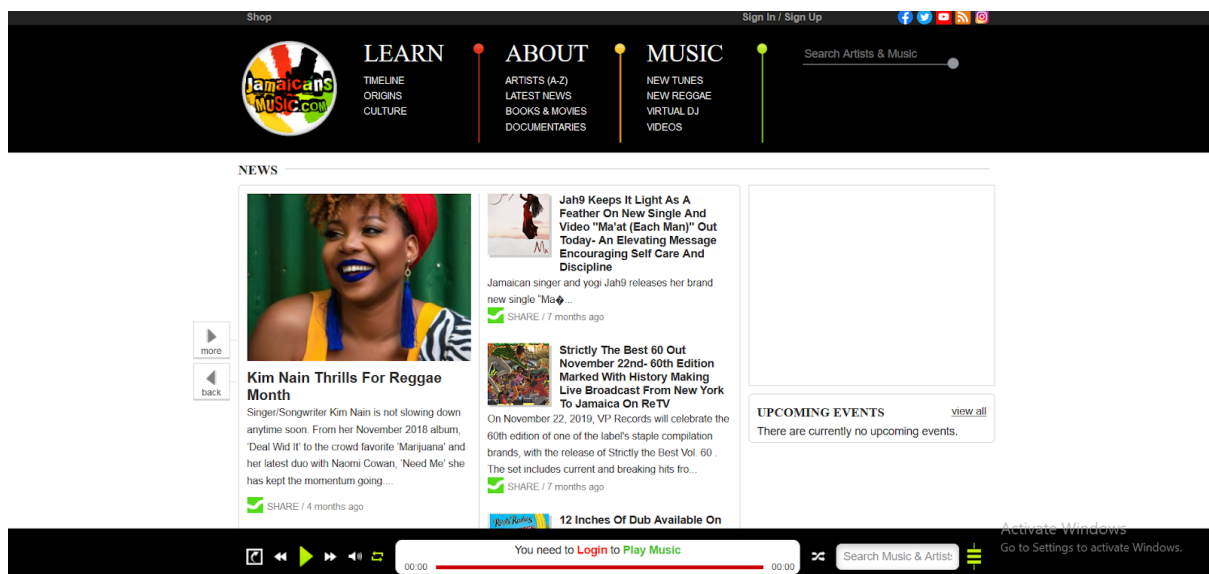 Shop
Sign In / Sign Up
Jamaicans
MUSIC.COM
LEARN
TIMELINE
ORIGINS
CULTURE
ABOUT
ARTISTS (A-Z)
LATEST NEWS
BOOKS & MOVIES
DOCUMENTARIES
MUSIC
NEW TUNES
NEW REGGAE
VIRTUAL DJ
VIDEOS
Search Artists & Music
NEWS
more
back
Kim Nain Thrills For Reggae
Month
Singer/Songwriter Kim Nain is not slowing down
anytime soon. From her November 2018 album,
'Deal Wid It' to the crowd favorite 'Marijuana' and
her latest duo with Naomi Cowan, 'Need Me' she
has kept the momentum going....
SHARE / 4 months ago
Jah9 Keeps It Light As A
Feather On New Single And
Video "Ma'at (Each Man)" Out
Today- An Elevating Message
Encouraging Self Care And
Discipline
Jamaican singer and yogi Jah9 releases her brand
new single "Ma�...
SHARE / 7 months ago
Strictly The Best 60 Out
November 22nd- 60th Edition
Marked With History Making
Live Broadcast From New York
To Jamaica On ReTV
On November 22, 2019, VP Records will celebrate the
60th edition of one of the label's staple compilation
brands, with the release of Strictly the Best Vol. 60 .
The set includes current and breaking hits fro...
SHARE / 7 months ago
12 Inches Of Dub Available On
UPCOMING EVENTS
view all
There are currently no upcoming events.
You need to Login to Play Music
00:00
00:00
Search Music & Artist
Activate Windows
Go to Settings to activate Windows.